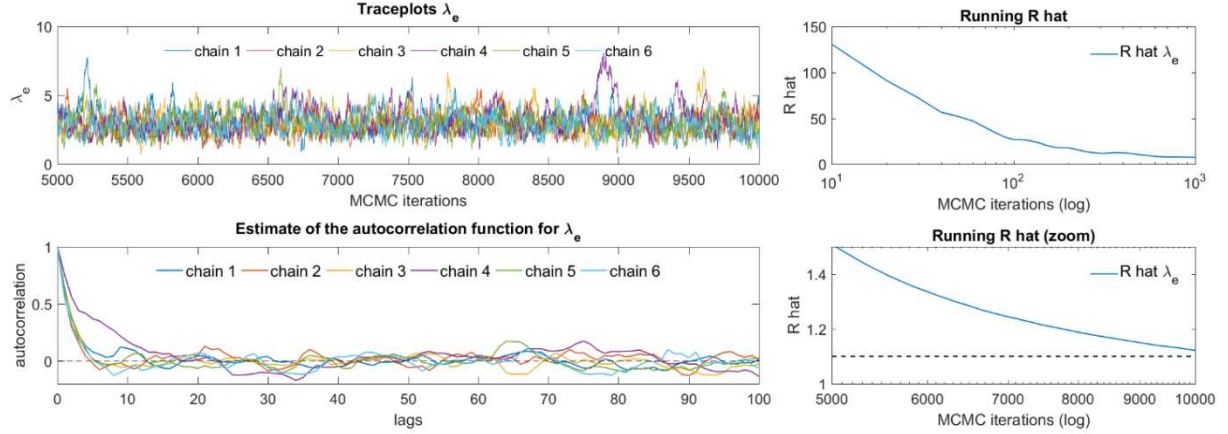 Traceplots λe
10
5
0
λe
chain 1 chain 2 chain 3 chain 4 chain 5 chain 6
5000 5500 6000 6500 7000 7500 8000 8500 9000 9500 10000
MCMC iterations
Running R hat
150
100
50
0
R hat
R hat λe
10^1 10^2 10^3
MCMC iterations (log)
Estimate of the autocorrelation function for λe
1
0.5
0
autocorrelation
chain 1 chain 2 chain 3 chain 4 chain 5 chain 6
0 10 20 30 40 50 60 70 80 90 100
lags
Running R hat (zoom)
1.4
1.2
1
R hat
R hat λe
5000 6000 7000 8000 9000 10000
MCMC iterations (log)